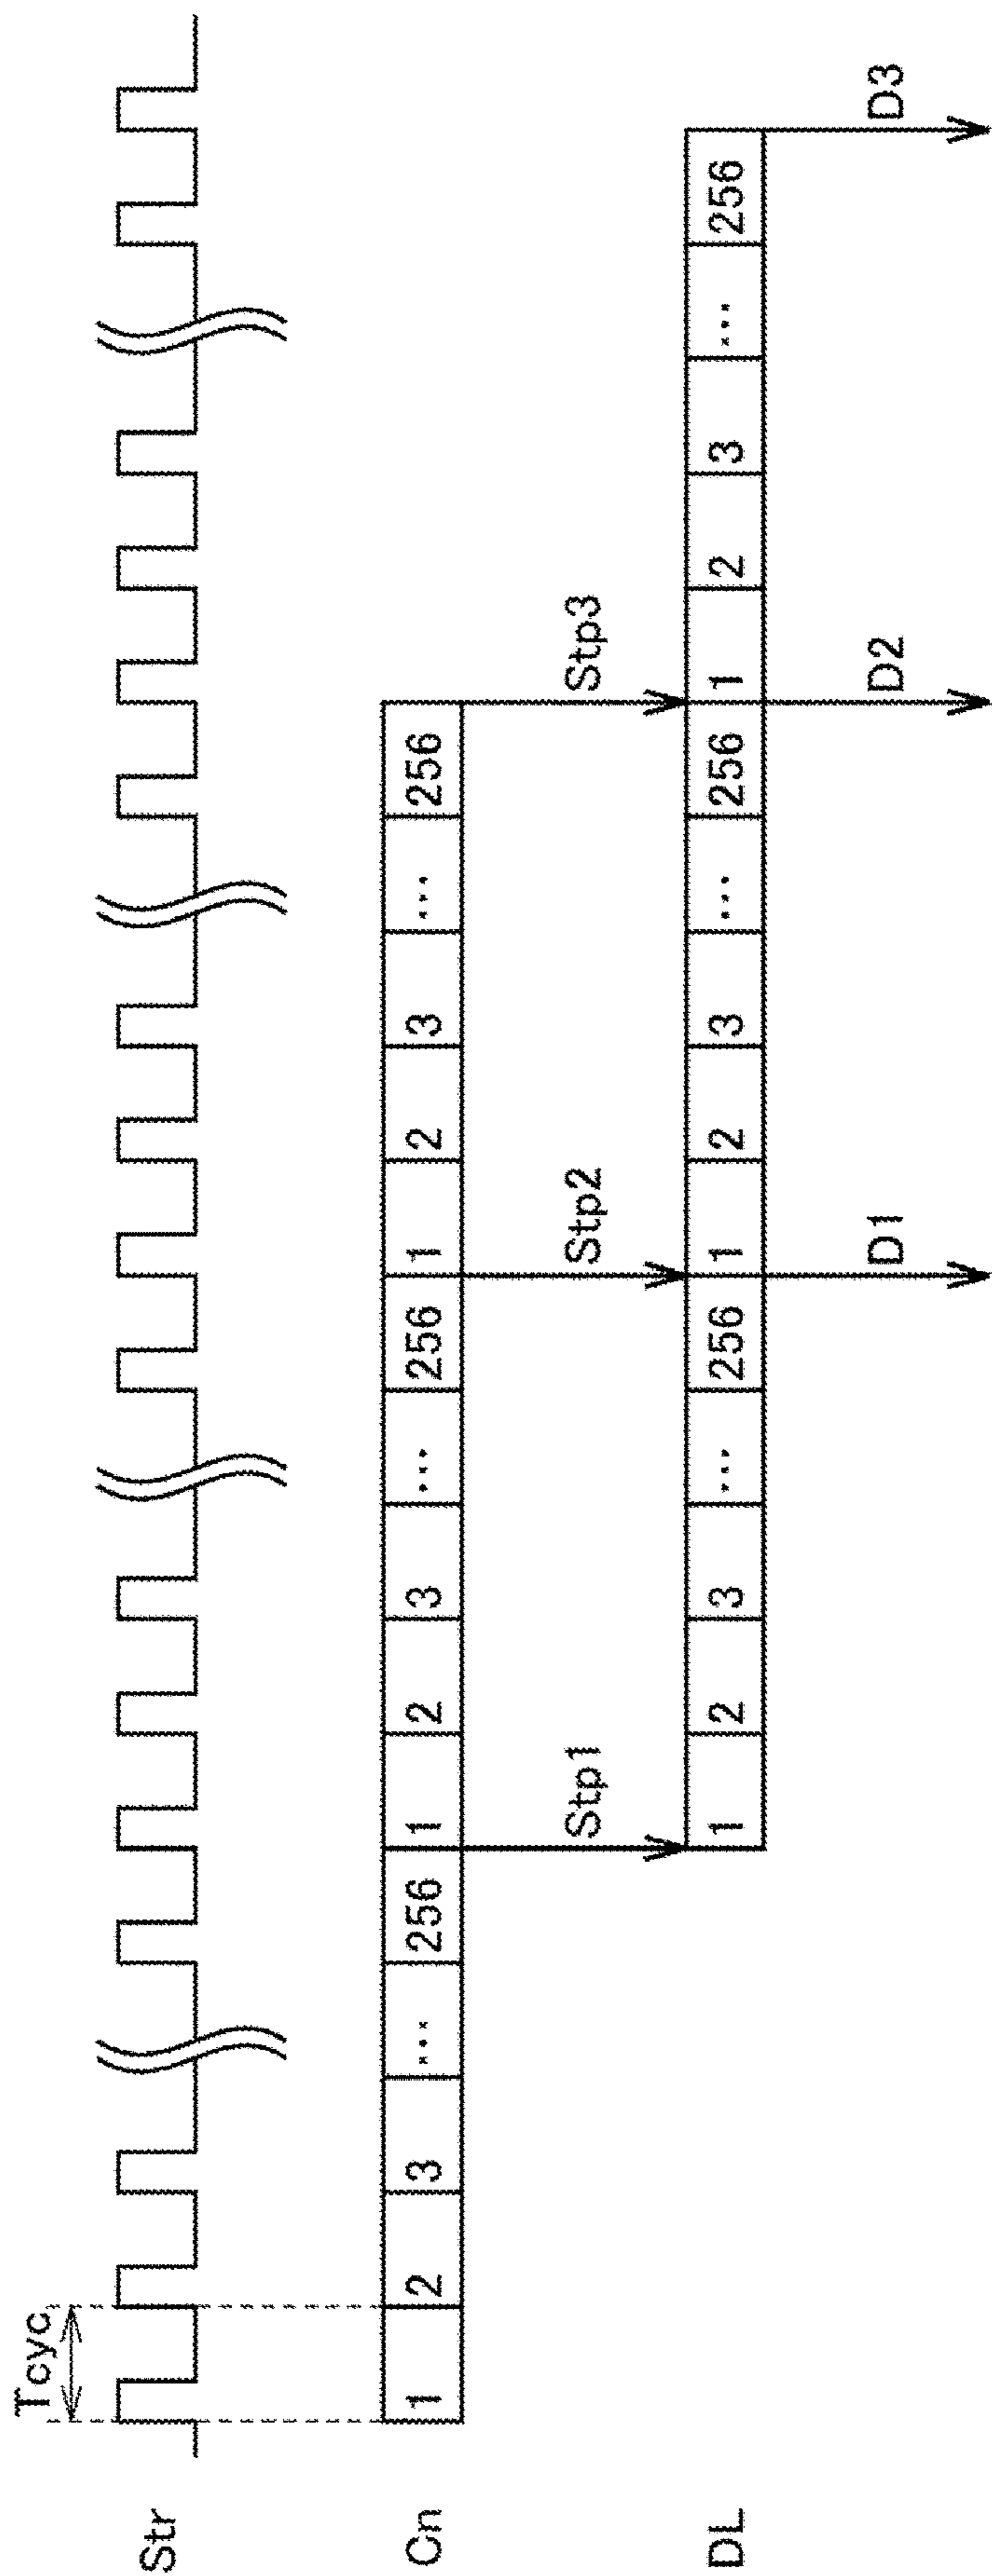 Tcyc
Str
Cn 1 2 3 ... 256 1 2 3 ... 256 1 2 3 ... 256
Stp1 Stp2 Stp3
DL 1 2 3 ... 256 1 2 3 ... 256 1 2 3 ... 256
D1 D2 D3